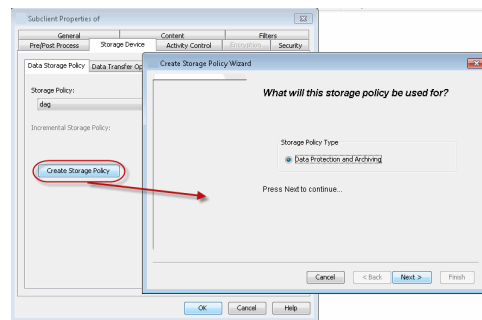 Subclient Properties of
General Content Filters
Pre/Post Process Storage Device Activity Control Encryption Security
Data Storage Policy Data Transfer Op
Storage Policy:
dag
Incremental Storage Policy:
Create Storage Policy
Create Storage Policy Wizard
What will this storage policy be used for?
Storage Policy Type
Data Protection and Archiving
Press Next to continue...
Cancel < Back Next > Finish
OK Cancel Help